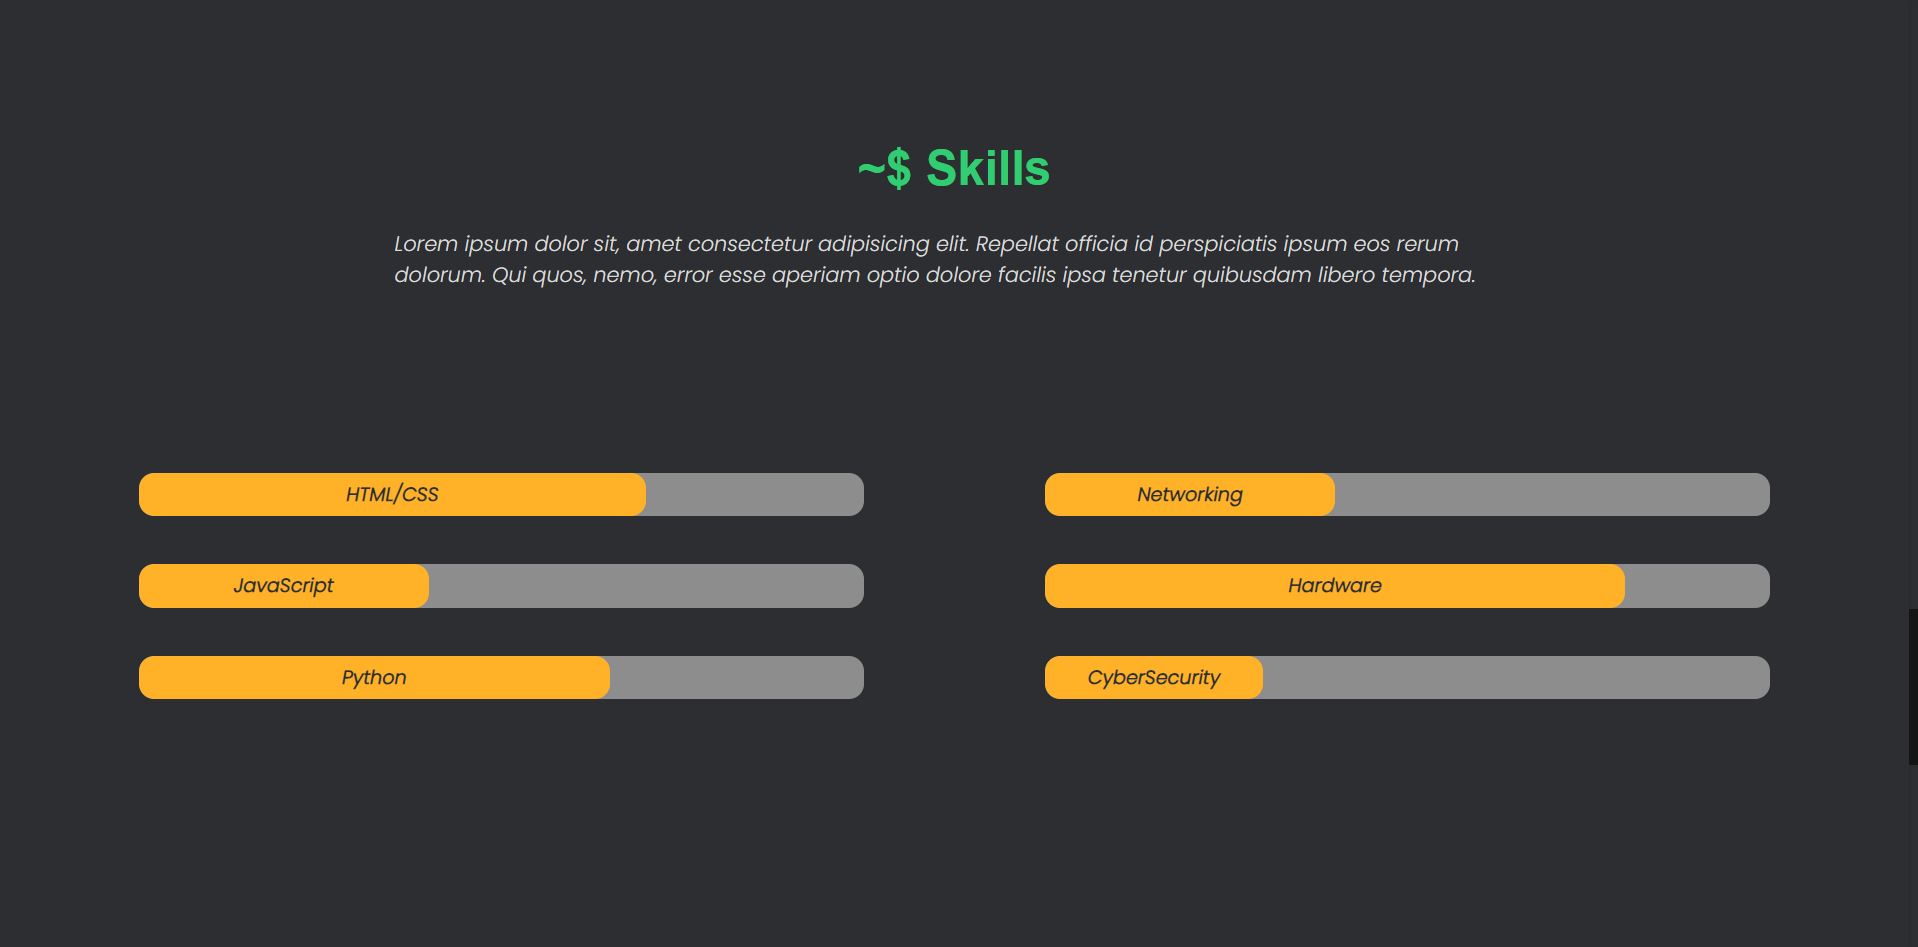 ~$ Skills
Lorem ipsum dolor sit, amet consectetur adipisicing elit. Repellat officia id perspiciatis ipsum eos rerum
dolorum. Qui quos, nemo, error esse aperiam optio dolore facilis ipsa tenetur quibusdam libero tempora.
HTML/CSS
JavaScript
Python
Networking
Hardware
CyberSecurity